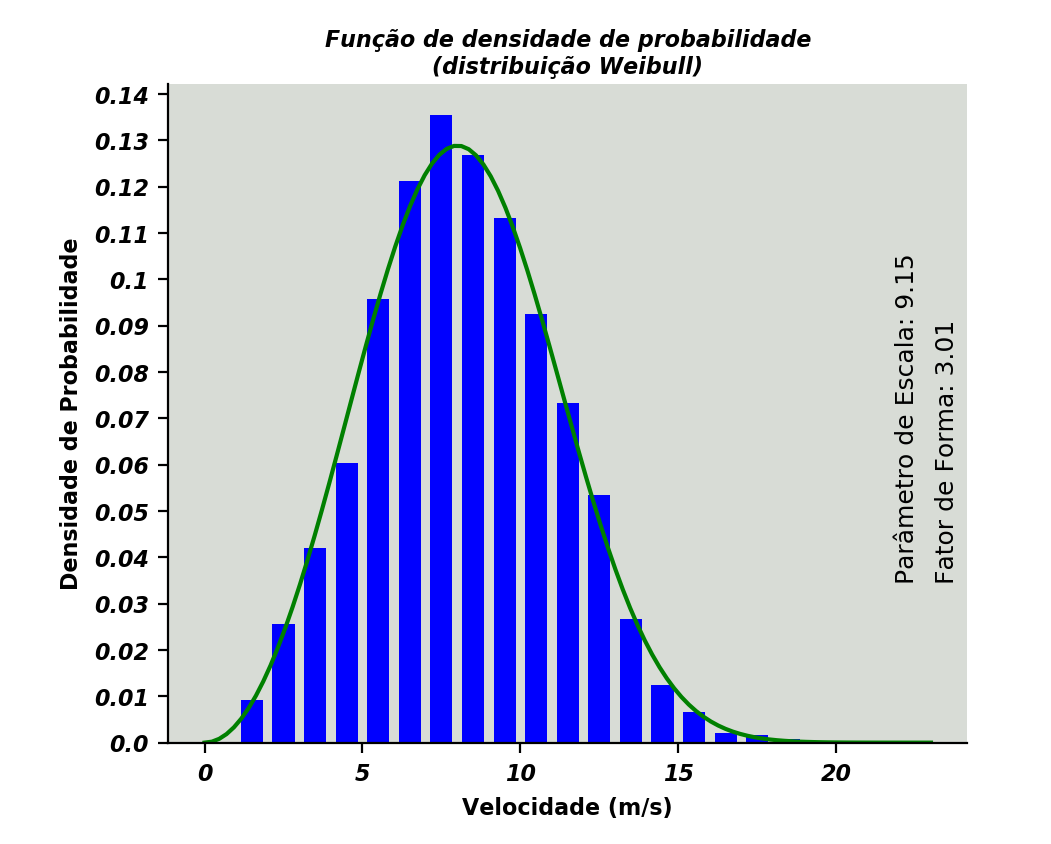 Função de densidade de probabilidade
(distribuição Weibull)
0.14
0.13
0.12
0.11
0.1
0.09
0.08
0.07
0.06
0.05
0.04
0.03
0.02
0.01
0.0
Densidade de Probabilidade
0 5 10 15 20
Velocidade (m/s)
Parâmetro de Escala: 9.15
Fator de Forma: 3.01